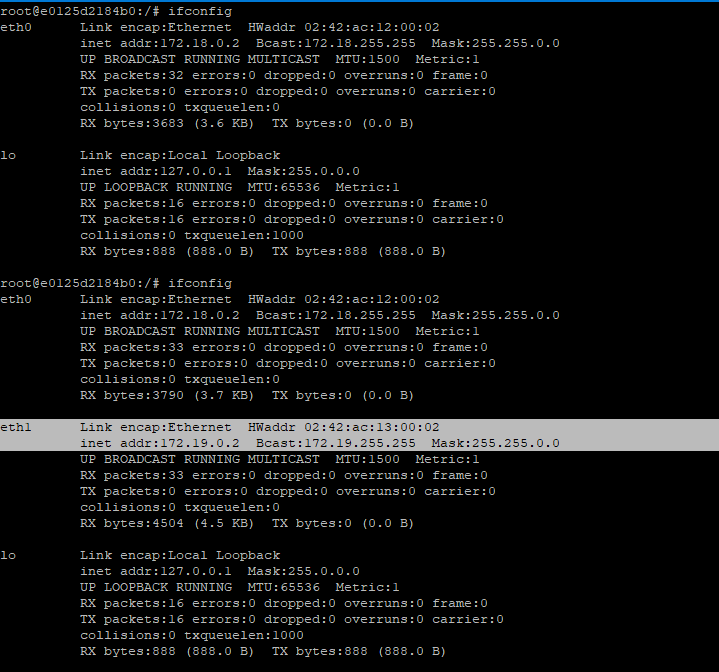 root@e0125d2184b0:/# ifconfig
eth0      Link encap:Ethernet  HWaddr 02:42:ac:12:00:02
          inet addr:172.18.0.2  Bcast:172.18.255.255  Mask:255.255.0.0
          UP BROADCAST RUNNING MULTICAST  MTU:1500  Metric:1
          RX packets:32 errors:0 dropped:0 overruns:0 frame:0
          TX packets:0 errors:0 dropped:0 overruns:0 carrier:0
          collisions:0 txqueuelen:0
          RX bytes:3683 (3.6 KB)  TX bytes:0 (0.0 B)

lo        Link encap:Local Loopback
          inet addr:127.0.0.1  Mask:255.0.0.0
          UP LOOPBACK RUNNING  MTU:65536  Metric:1
          RX packets:16 errors:0 dropped:0 overruns:0 frame:0
          TX packets:16 errors:0 dropped:0 overruns:0 carrier:0
          collisions:0 txqueuelen:1000
          RX bytes:888 (888.0 B)  TX bytes:888 (888.0 B)

root@e0125d2184b0:/# ifconfig
eth0      Link encap:Ethernet  HWaddr 02:42:ac:12:00:02
          inet addr:172.18.0.2  Bcast:172.18.255.255  Mask:255.255.0.0
          UP BROADCAST RUNNING MULTICAST  MTU:1500  Metric:1
          RX packets:33 errors:0 dropped:0 overruns:0 frame:0
          TX packets:0 errors:0 dropped:0 overruns:0 carrier:0
          collisions:0 txqueuelen:0
          RX bytes:3790 (3.7 KB)  TX bytes:0 (0.0 B)

eth1      Link encap:Ethernet  HWaddr 02:42:ac:13:00:02
          inet addr:172.19.0.2  Bcast:172.19.255.255  Mask:255.255.0.0
          UP BROADCAST RUNNING MULTICAST  MTU:1500  Metric:1
          RX packets:33 errors:0 dropped:0 overruns:0 frame:0
          TX packets:0 errors:0 dropped:0 overruns:0 carrier:0
          collisions:0 txqueuelen:0
          RX bytes:4504 (4.5 KB)  TX bytes:0 (0.0 B)

lo        Link encap:Local Loopback
          inet addr:127.0.0.1  Mask:255.0.0.0
          UP LOOPBACK RUNNING  MTU:65536  Metric:1
          RX packets:16 errors:0 dropped:0 overruns:0 frame:0
          TX packets:16 errors:0 dropped:0 overruns:0 carrier:0
          collisions:0 txqueuelen:1000
          RX bytes:888 (888.0 B)  TX bytes:888 (888.0 B)